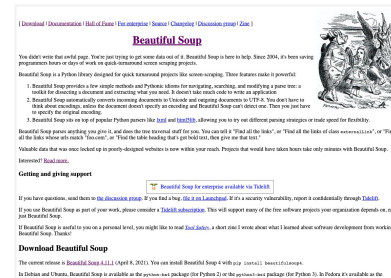 [ Download | Documentation | Hall of Fame | For enterprise | Source | Changelog | Discussion group | Zine ]
Beautiful Soup
You didn't write that awful page. You're just trying to get some data out of it. Beautiful Soup is here to help. Since 2004, it's been saving
programmers hours or days of work on quick-turnaround screen scraping projects.
Beautiful Soup is a Python library designed for quick turnaround projects like screen-scraping. Three features make it powerful:
1. Beautiful Soup provides a few simple methods and Pythonic idioms for navigating, searching, and modifying a parse tree: a
toolkit for dissecting a document and extracting what you need. It doesn't take much code to write an application
2. Beautiful Soup automatically converts incoming documents to Unicode and outgoing documents to UTF-8. You don't have to
think about encodings, unless the document doesn't specify an encoding and Beautiful Soup can't detect one. Then you just have
to specify the original encoding.
3. Beautiful Soup sits on top of popular Python parsers like lxml and html5lib, allowing you to try out different parsing strategies or trade speed for flexibility.
Beautiful Soup parses anything you give it, and does the tree traversal stuff for you. You can tell it "Find all the links", or "Find all the links of class externalLink", or "Fi
all the links whose urls match "foo.com", or "Find the table heading that's got bold text, then give me that text."
Valuable data that was once locked up in poorly-designed websites is now within your reach. Projects that would have taken hours take only minutes with Beautiful Soup.
Interested? Read more.
Getting and giving support
Beautiful Soup for enterprise available via Tidelift
If you have questions, send them to the discussion group. If you find a bug, file it on Launchpad. If it's a security vulnerability, report it confidentially through Tidelift.
If you use Beautiful Soup as part of your work, please consider a Tidelift subscription. This will support many of the free software projects your organization depends on, n
just Beautiful Soup.
If Beautiful Soup is useful to you on a personal level, you might like to read Tool Safety, a short zine I wrote about what I learned about software development from workin
Beautiful Soup. Thanks!
Download Beautiful Soup
The current release is Beautiful Soup 4.11.1 (April 8, 2021). You can install Beautiful Soup 4 with pip install beautifulsoup4.
In Debian and Ubuntu, Beautiful Soup is available as the python-bs4 package (for Python 2) or the python3-bs4 package (for Python 3). In Fedora it's available as the